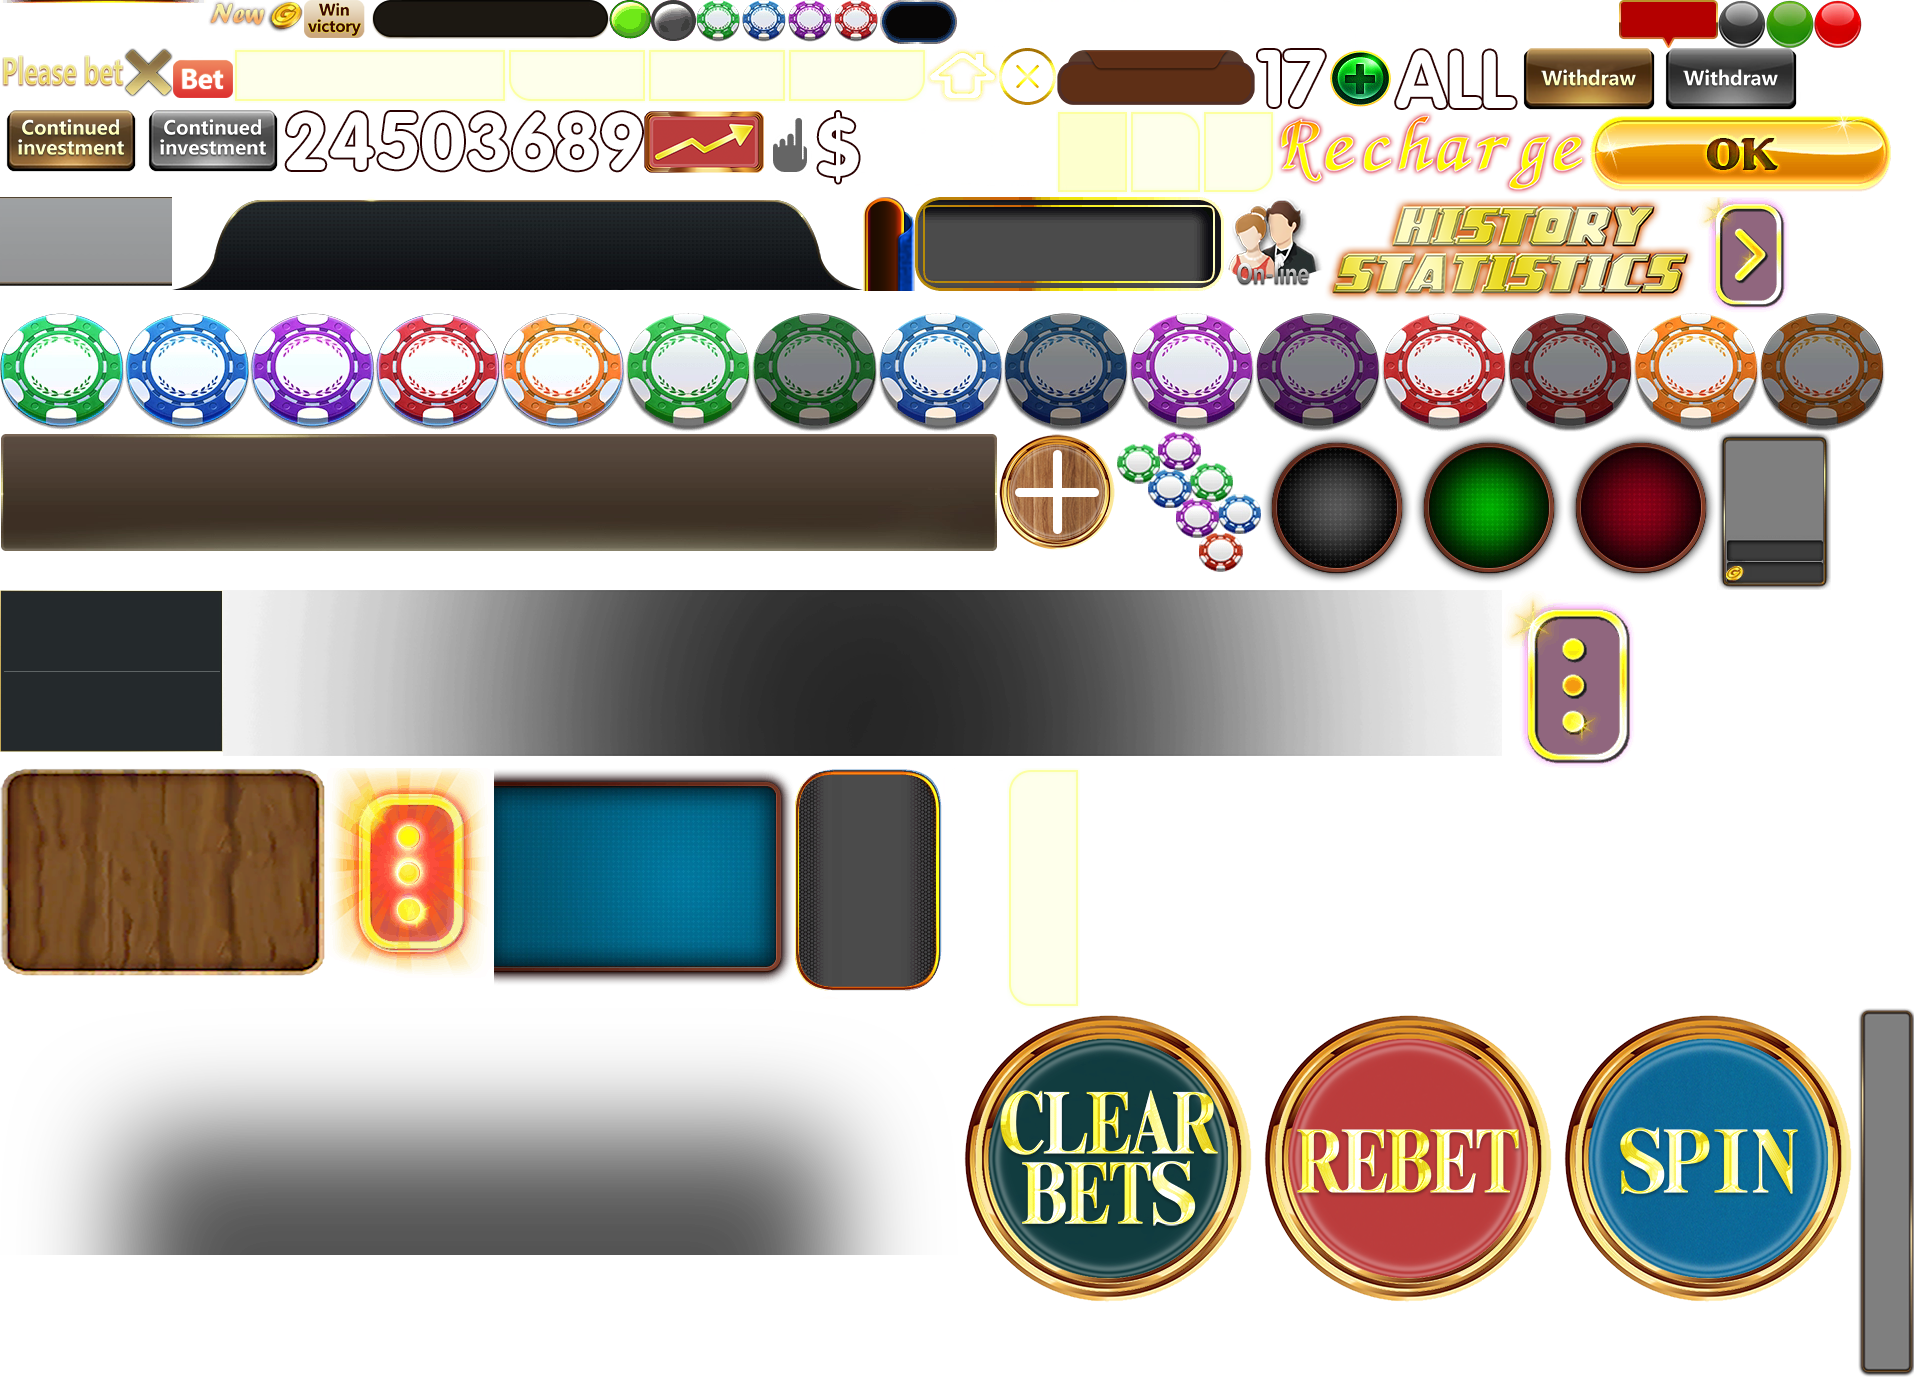 New G
Win
victory
Please bet
Bet
17
ALL
Withdraw
Withdraw
Continued
investment
Continued
investment
24503689
$
Recharge
OK
On-line
HISTORY
STATISTICS
G
CLEAR
BETS
REBET
SPIN